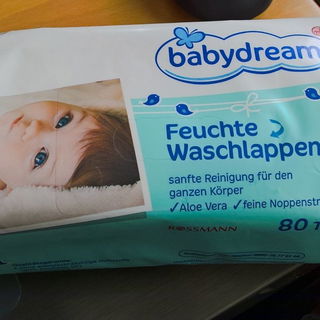 babydream
Feuchte
Waschlappen
sanfte Reinigung für den
ganzen Körper
✓Aloe Vera ✓feine Noppenstr
ROSSMANN
80 T